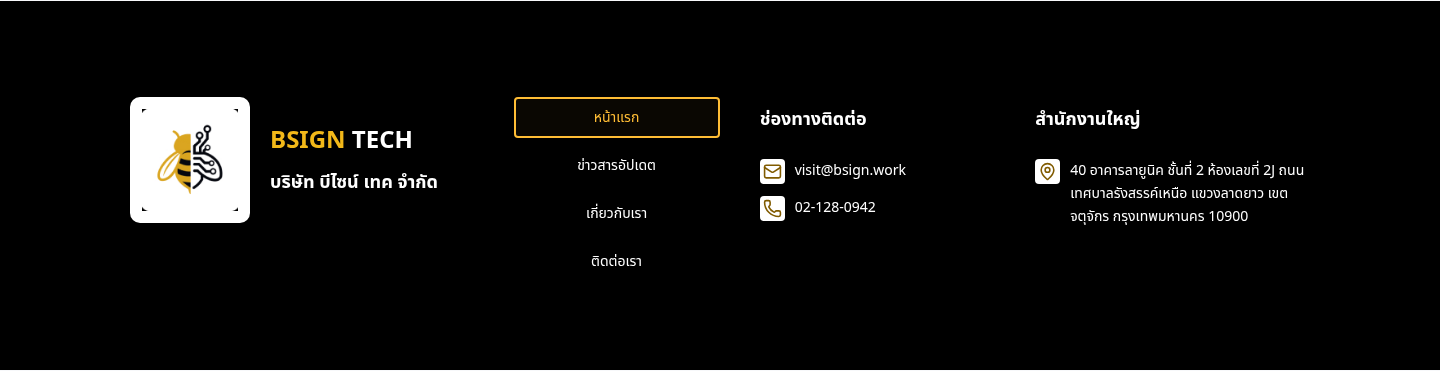 BSIGN TECH
บริษัท บีไซน์ เทค จำกัด
หน้าแรก
ข่าวสารอัปเดต
เกี่ยวกับเรา
ติดต่อเรา
ช่องทางติดต่อ
visit@bsign.work
02-128-0942
สำนักงานใหญ่
40 อาคารลายูนิค ชั้นที่ 2 ห้องเลขที่ 2J ถนน
เทศบาลรังสรรค์เหนือ แขวงลาดยาว เขต
จตุจักร กรุงเทพมหานคร 10900